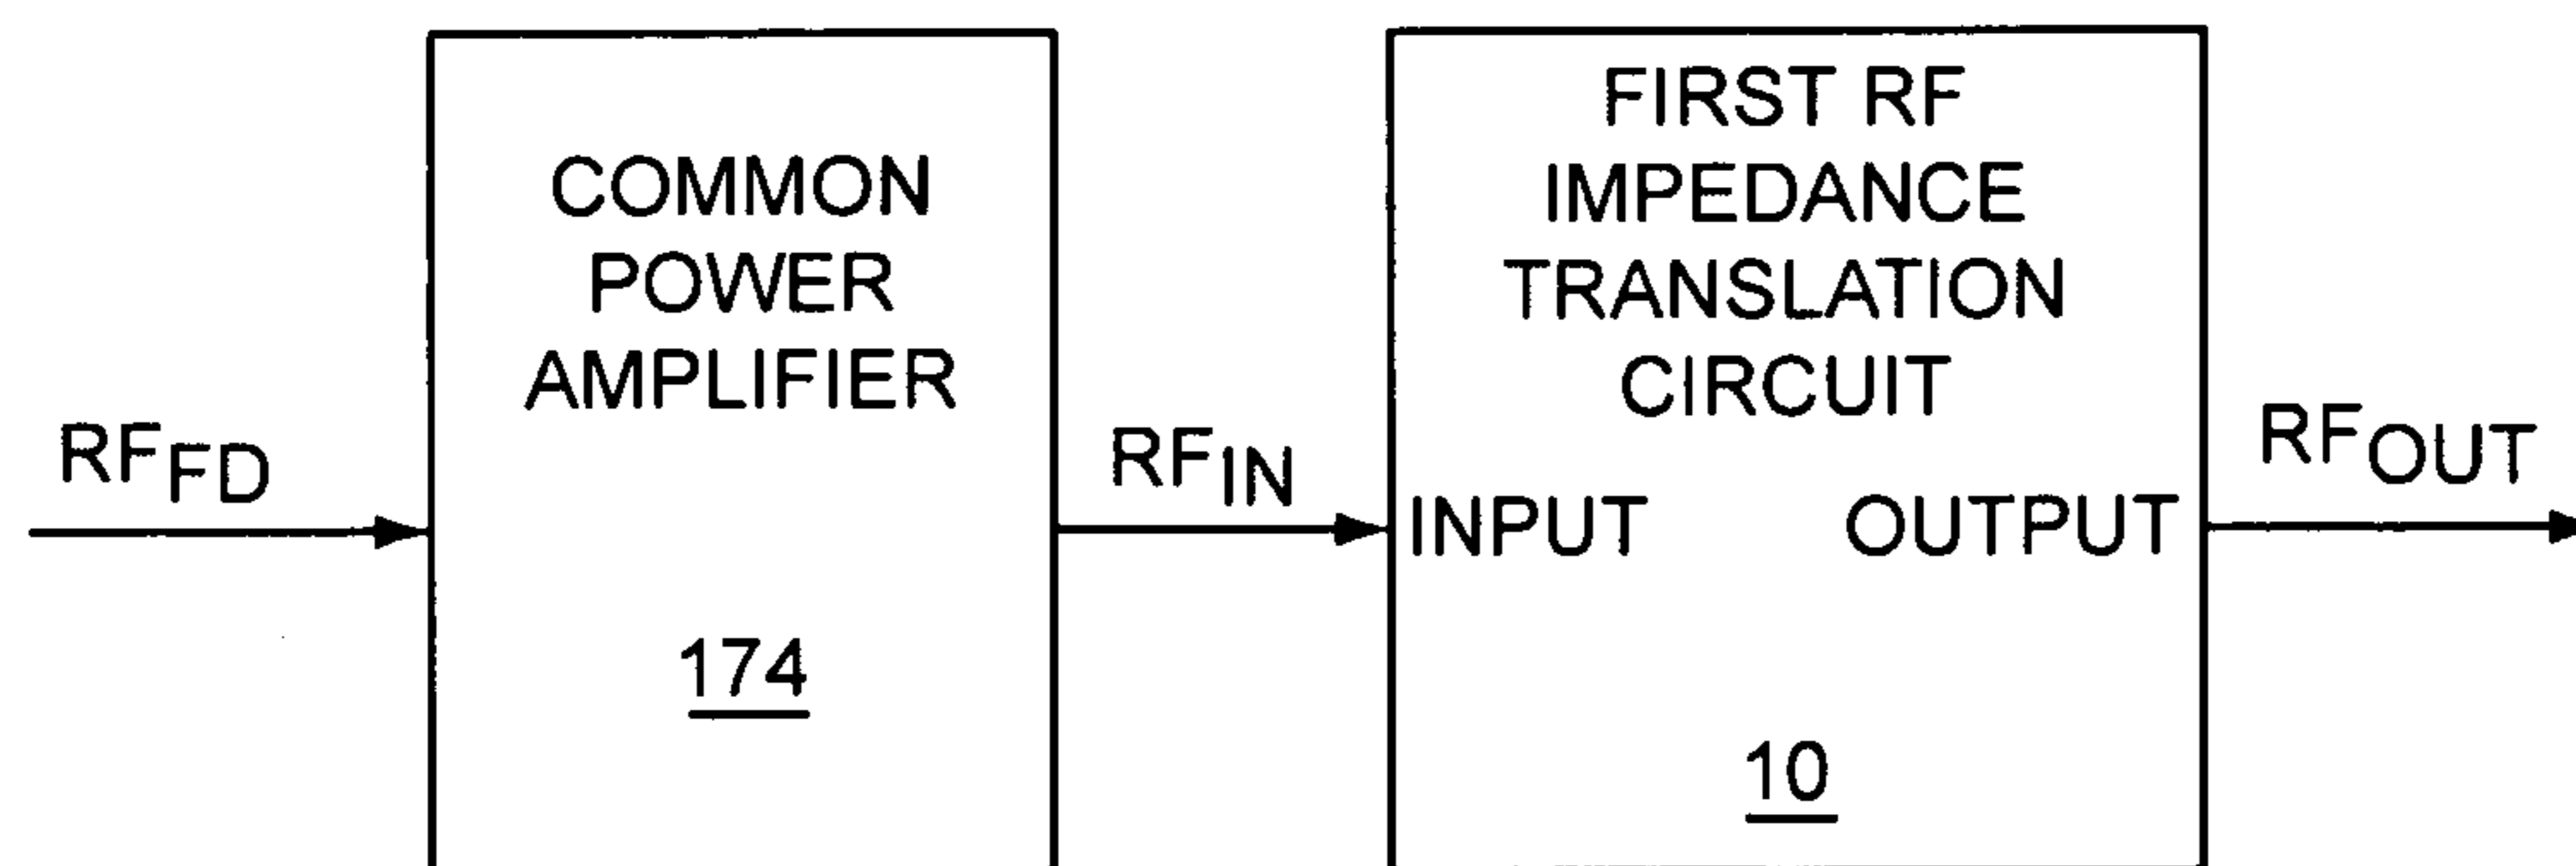 RFFD
COMMON
POWER
AMPLIFIER
174
RFIN
FIRST RF
IMPEDANCE
TRANSLATION
CIRCUIT
INPUT OUTPUT
10
RFOUT